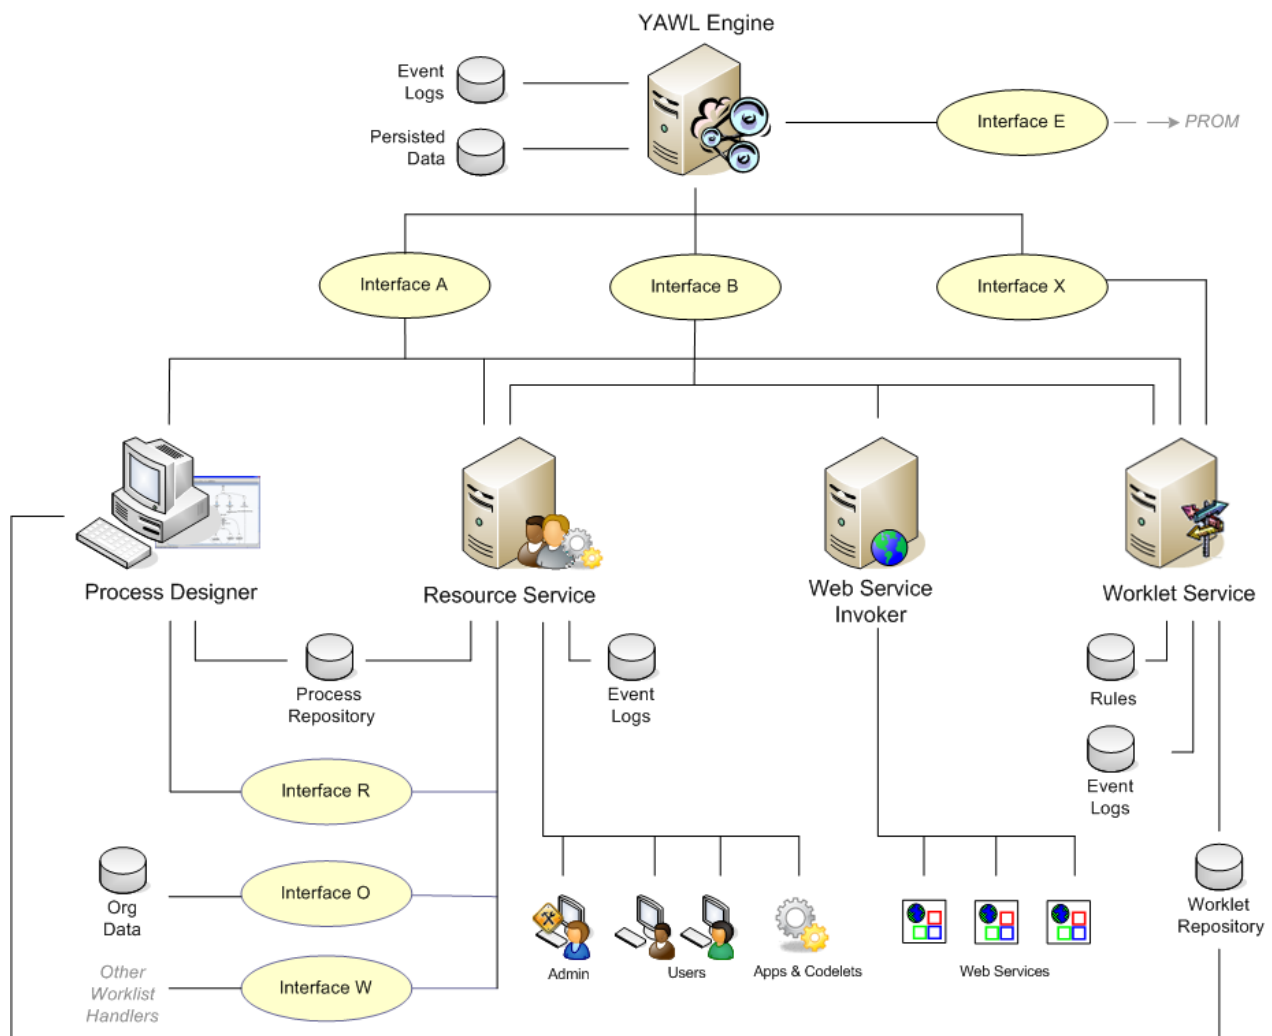 YAWL Engine
Event
Logs
Persisted
Data
Interface E
PROM
Interface A
Interface B
Interface X
Process Designer
Resource Service
Web Service
Invoker
Worklet Service
Process
Repository
Event
Logs
Rules
Event
Logs
Interface R
Org
Data
Interface O
Other
Worklist
Handlers
Interface W
Admin
Users
Apps & Codelets
Web Services
Worklet
Repository